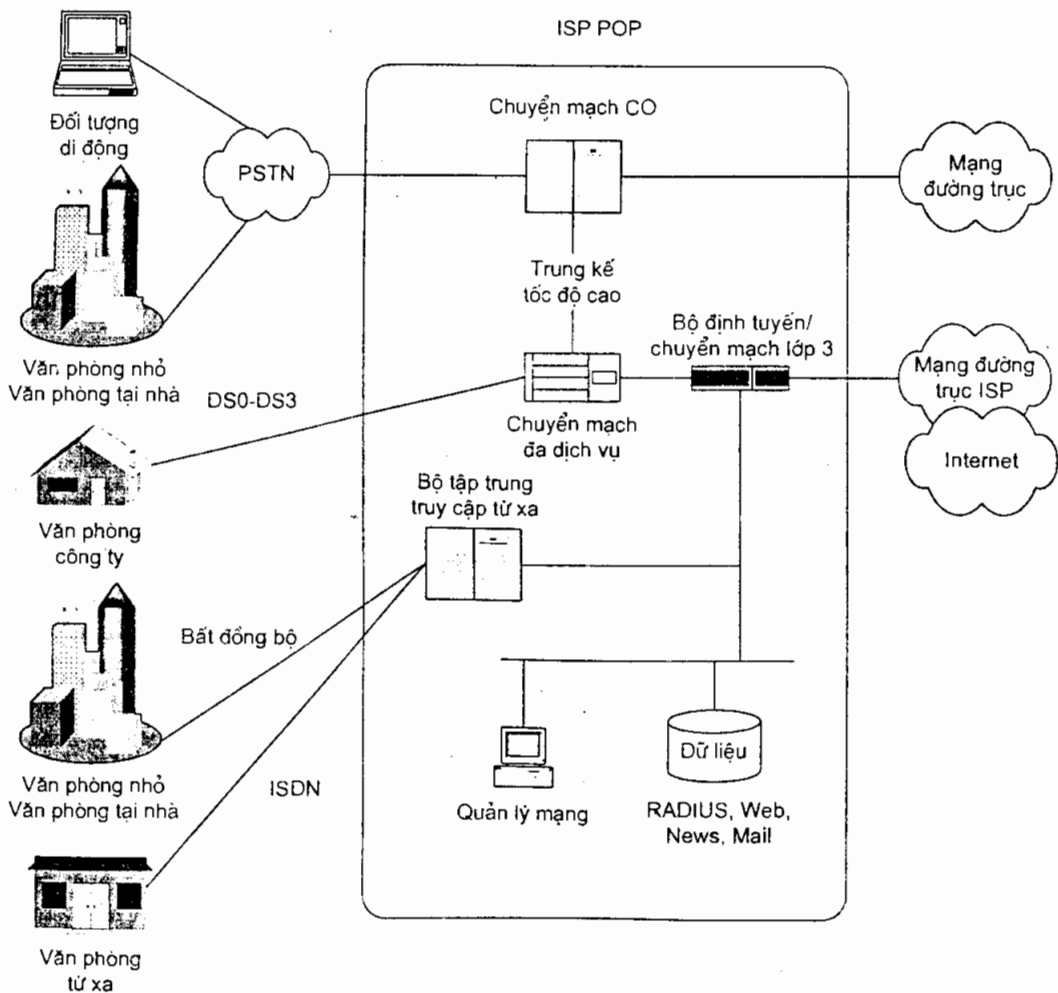 ISP POP
Chuyển mạch CO
Đối tượng
di động
PSTN
Mạng
đường trục
Trung kế
tốc độ cao
Văn phòng nhỏ
Văn phòng tại nhà
Bộ định tuyến/
chuyển mạch lớp 3
Mạng đường
trục ISP
DS0-DS3
Chuyển mạch
đa dịch vụ
Internet
Bộ tập trung
truy cập từ xa
Văn phòng
công ty
Bất đồng bộ
Dữ liệu
Văn phòng nhỏ
Văn phòng tại nhà
ISDN
Quản lý mạng
RADIUS, Web,
News, Mail
Văn phòng
từ xa